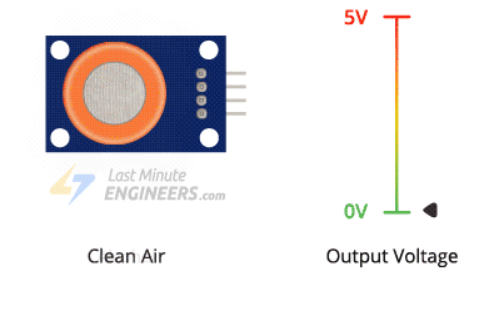 5V
Last Minute
ENGINEERS.com
0V
Clean Air
Output Voltage